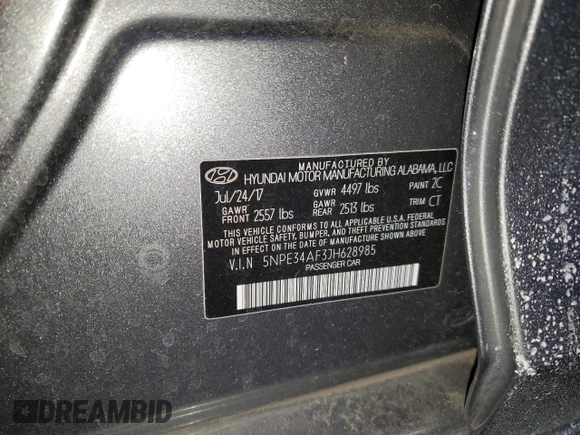 MANUFACTURED BY
HYUNDAI MOTOR MANUFACTURING ALABAMA, LLC
Jul/24/17 GVWR 4497 lbs PAINT 2C
GAWR FRONT 2557 lbs GAWR REAR 2513 lbs TRIM CT
THIS VEHICLE CONFORMS TO ALL APPLICABLE U.S.A. FEDERAL
MOTOR VEHICLE SAFETY, BUMPER, AND THEFT PREVENTION STANDARDS
IN EFFECT ON THE DATE OF MANUFACTURE SHOWN ABOVE.
V.I.N 5NPE34AF3JH628985
PASSENGER CAR
DREAMBID